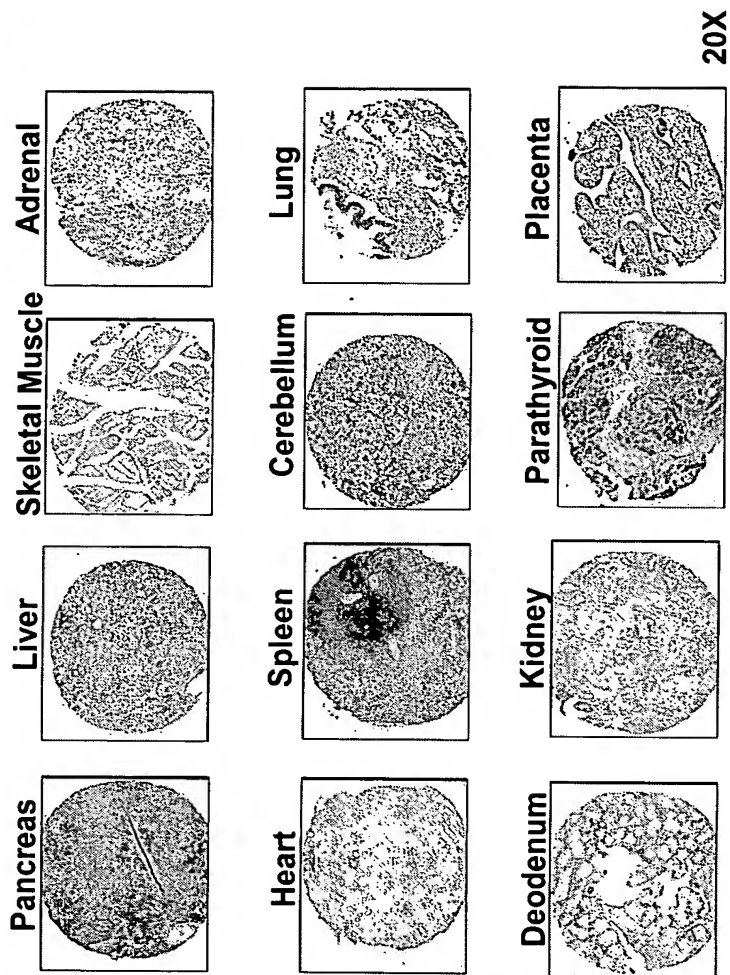 Pancreas Liver Skeletal Muscle Adrenal
Heart Spleen Cerebellum Lung
Deodenum Kidney Parathyroid Placenta
20X